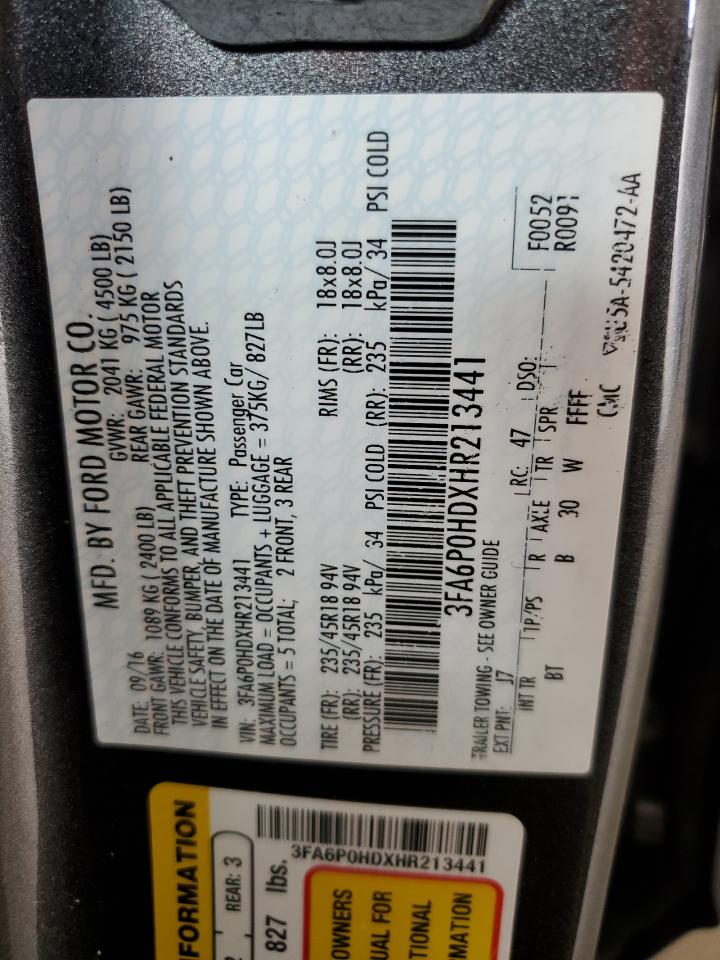 MFD. BY FORD MOTOR CO.
DATE: 09/16 GVWR: 2041 KG ( 4500 LB)
FRONT GAWR: 1089 KG ( 2400 LB) REAR GAWR: 975 KG ( 2150 LB)
THIS VEHICLE CONFORMS TO ALL APPLICABLE FEDERAL MOTOR
VEHICLE SAFETY, BUMPER, AND THEFT PREVENTION STANDARDS
IN EFFECT ON THE DATE OF MANUFACTURE SHOWN ABOVE.
VIN: 3FA6P0HDXHR213441 TYPE: Passenger Car
MAXIMUM LOAD = OCCUPANTS + LUGGAGE = 375KG/ 827LB
OCCUPANTS = 5 TOTAL; 2 FRONT, 3 REAR
TIRE (FR): 235/45R18 94V RIMS (FR): 18x8.0J
(RR): 235/45R18 94V (RR): 18x8.0J
PRESSURE (FR): 235 kPa/ 34 PSI COLD (RR): 235 kPa/ 34 PSI COLD
3FA6P0HDXHR213441
TRAILER TOWING - SEE OWNER GUIDE F0052
EXT PNT: J7 RC: 47 DSO: R0091
INT TR TP/PS R AXLE TR SPR
BT B 30 W FFFF
CMC 5A-5420472-AA
NFORMATION
REAR: 3
827 lbs.
3FA6P0HDXHR213441
OWNERS
UAL FOR
TIONAL
MATION